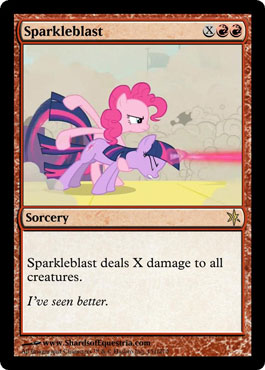 Sparkleblast X R R
Sorcery
Sparkleblast deals X damage to all
creatures.
I've seen better.
www.ShardsofEquestria.com